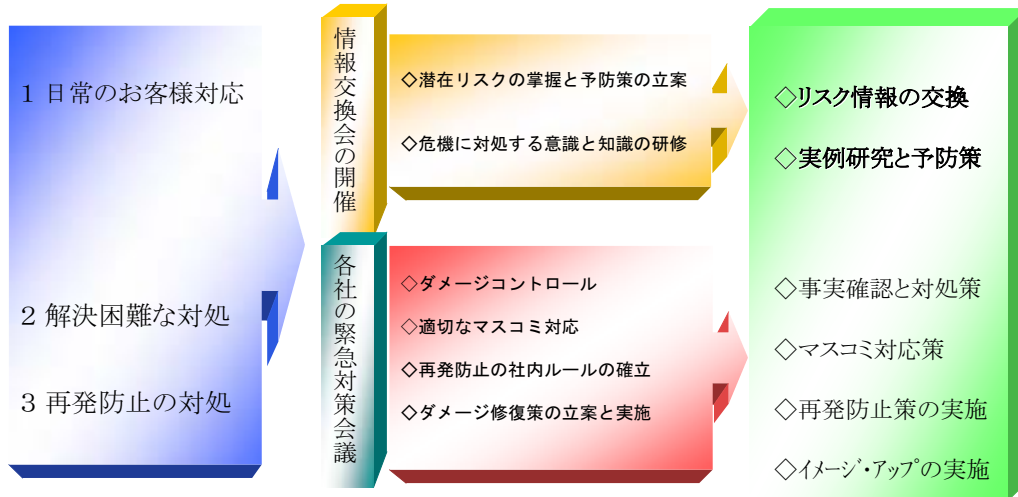 1 日常のお客様対応
2 解決困難な対処
3 再発防止の対処
情報交換会の開催
◇潜在リスクの掌握と予防策の立案
◇危機に対処する意識と知識の研修
各社の緊急対策会議
◇ダメージコントロール
◇適切なマスコミ対応
◇再発防止の社内ルールの確立
◇ダメージ修復策の立案と実施
◇リスク情報の交換
◇実例研究と予防策
◇事実確認と対処策
◇マスコミ対応策
◇再発防止策の実施
◇イメージ・アップの実施